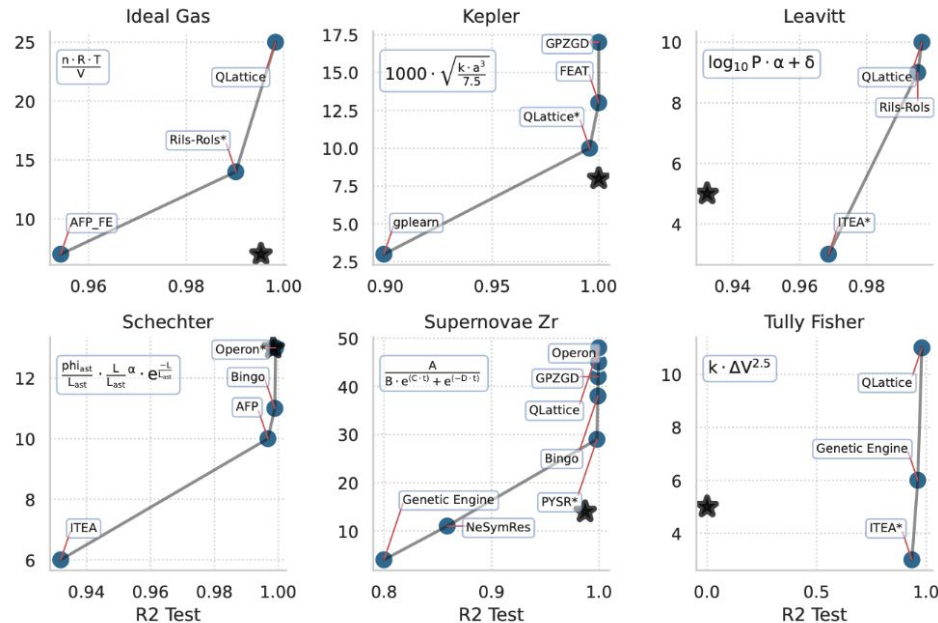 Ideal Gas
25
20
15
10
0.96
0.98
1.00
n · R · T
V
QLattice
Rils-Rols*
AFP_FE
Kepler
17.5
15.0
12.5
10.0
7.5
5.0
2.5
0.90
0.95
1.00
1000 · √ k · a³
7.5
GPZGD
FEAT
QLattice*
gplearn
Leavitt
10
8
6
4
0.94
0.96
0.98
log₁₀ P · α + δ
QLattice
Rils-Rols
ITEA*
Schechter
12
10
8
6
0.94
0.96
0.98
1.00
R2 Test
phi_ast / L_ast · L / L_ast ^α · e^(-L / L_ast)
Operon*
Bingo
AFP
ITEA
Supernovae Zr
50
40
30
20
10
0.8
0.9
1.0
R2 Test
A
B · e^(C · t) + e^(−D · t)
Operon
GPZGD
QLattice
Bingo
PYSR*
Genetic Engine
NeSymRes
Tully Fisher
10
8
6
4
0.0
0.5
1.0
R2 Test
k · ΔV^2.5
QLattice
Genetic Engine
ITEA*